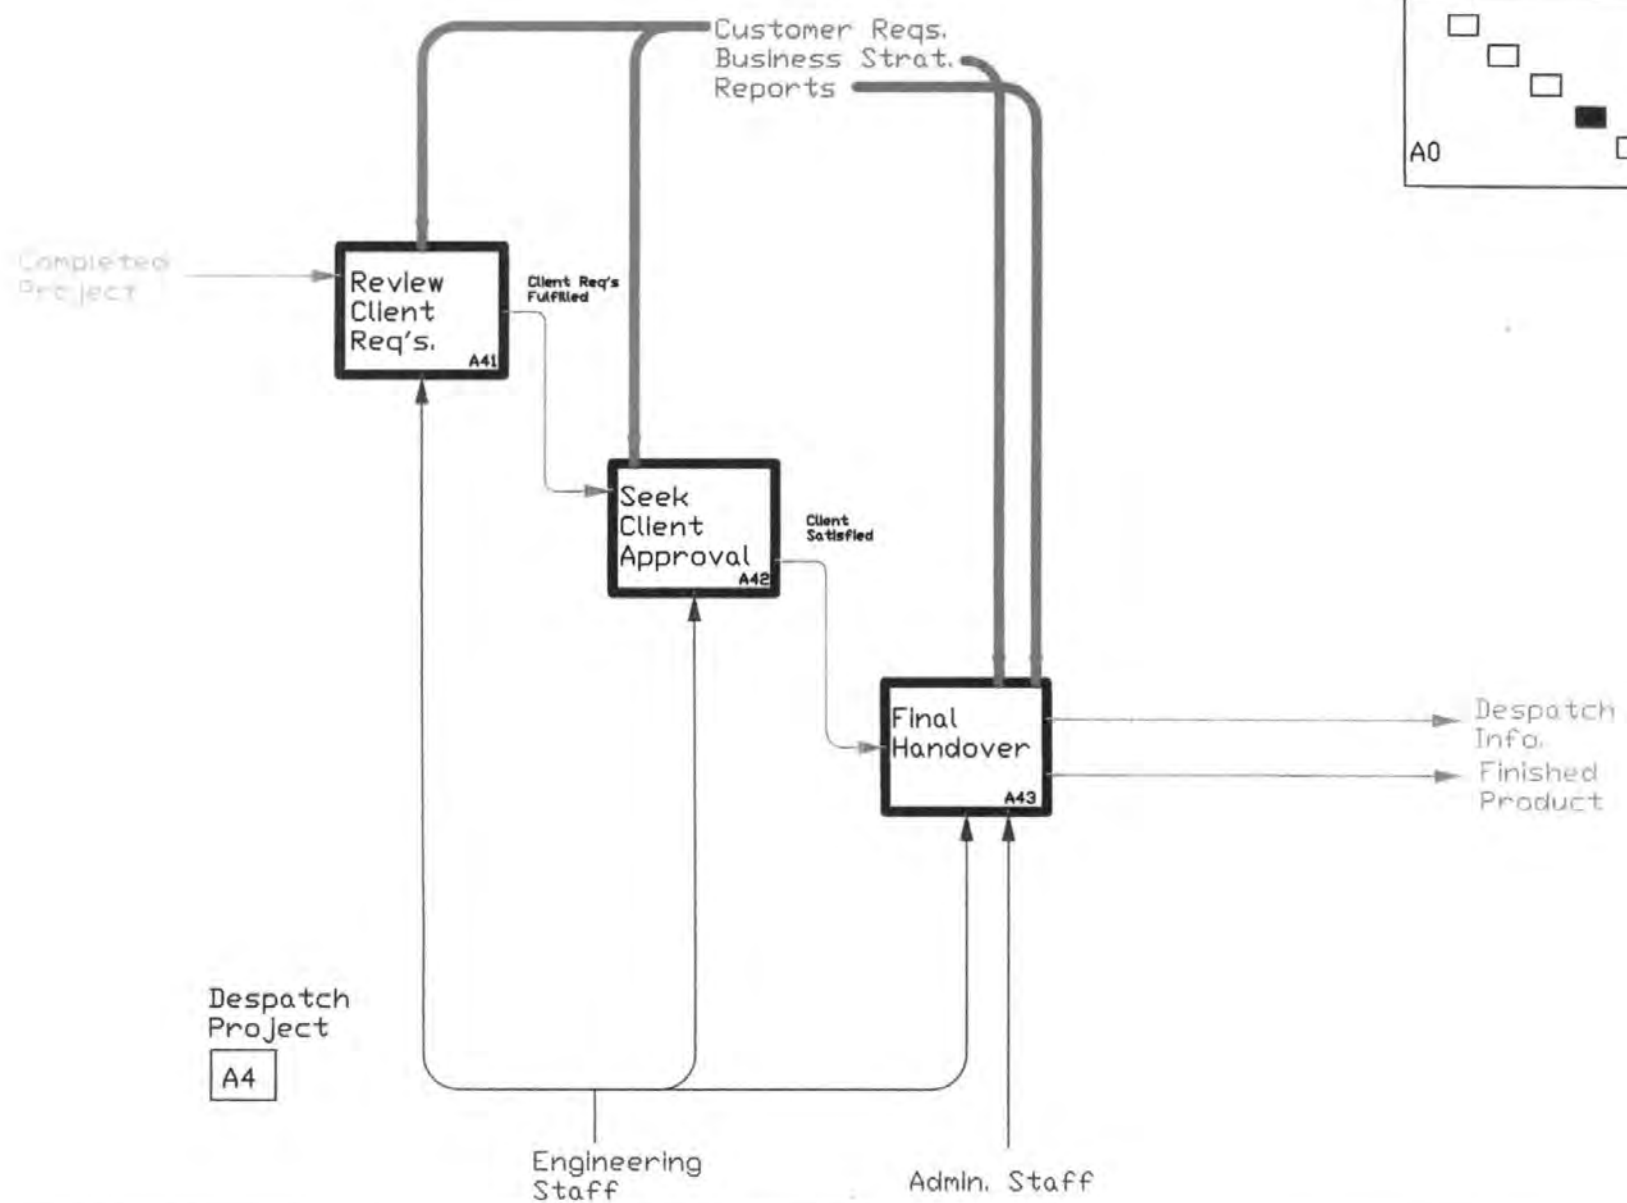 Customer Reqs.
Business Strat.
Reports
A0
Completed
Project
Review
Client
Req's.
A41
Client Req's
Fulfilled
Seek
Client
Approval
A42
Client
Satisfied
Final
Handover
A43
Despatch
Info.
Finished
Product
Despatch
Project
A4
Engineering
Staff
Admin. Staff